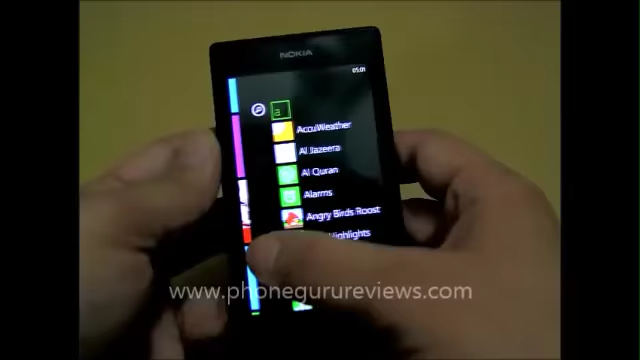 NOKIA
05:01
a
AccuWeather
Al Jazeera
Al Quran
Alarms
Angry Birds Roost
Highlights
www.phonegurureviews.com